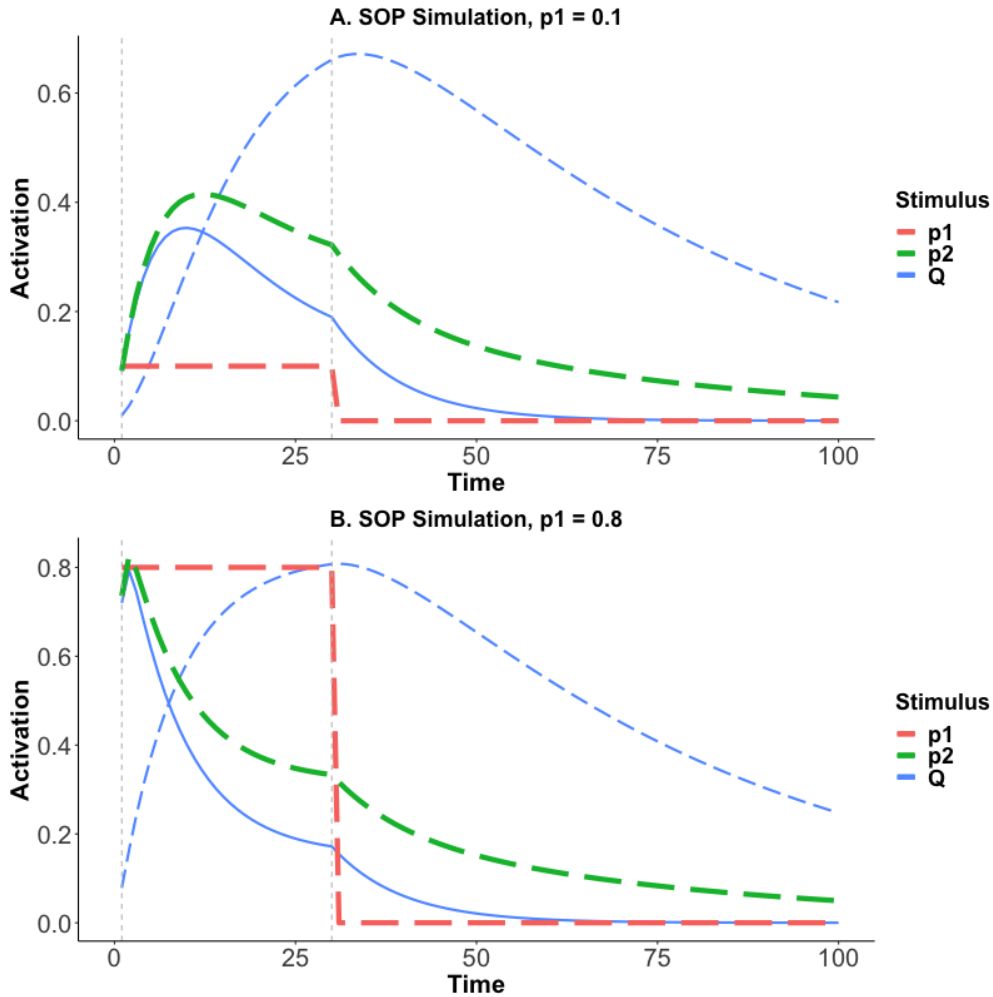 A. SOP Simulation, p1 = 0.1
Activation
0.6
0.4
0.2
0.0
0 25 50 75 100
Time
Stimulus
p1
p2
Q
B. SOP Simulation, p1 = 0.8
Activation
0.8
0.6
0.4
0.2
0.0
0 25 50 75 100
Time
Stimulus
p1
p2
Q